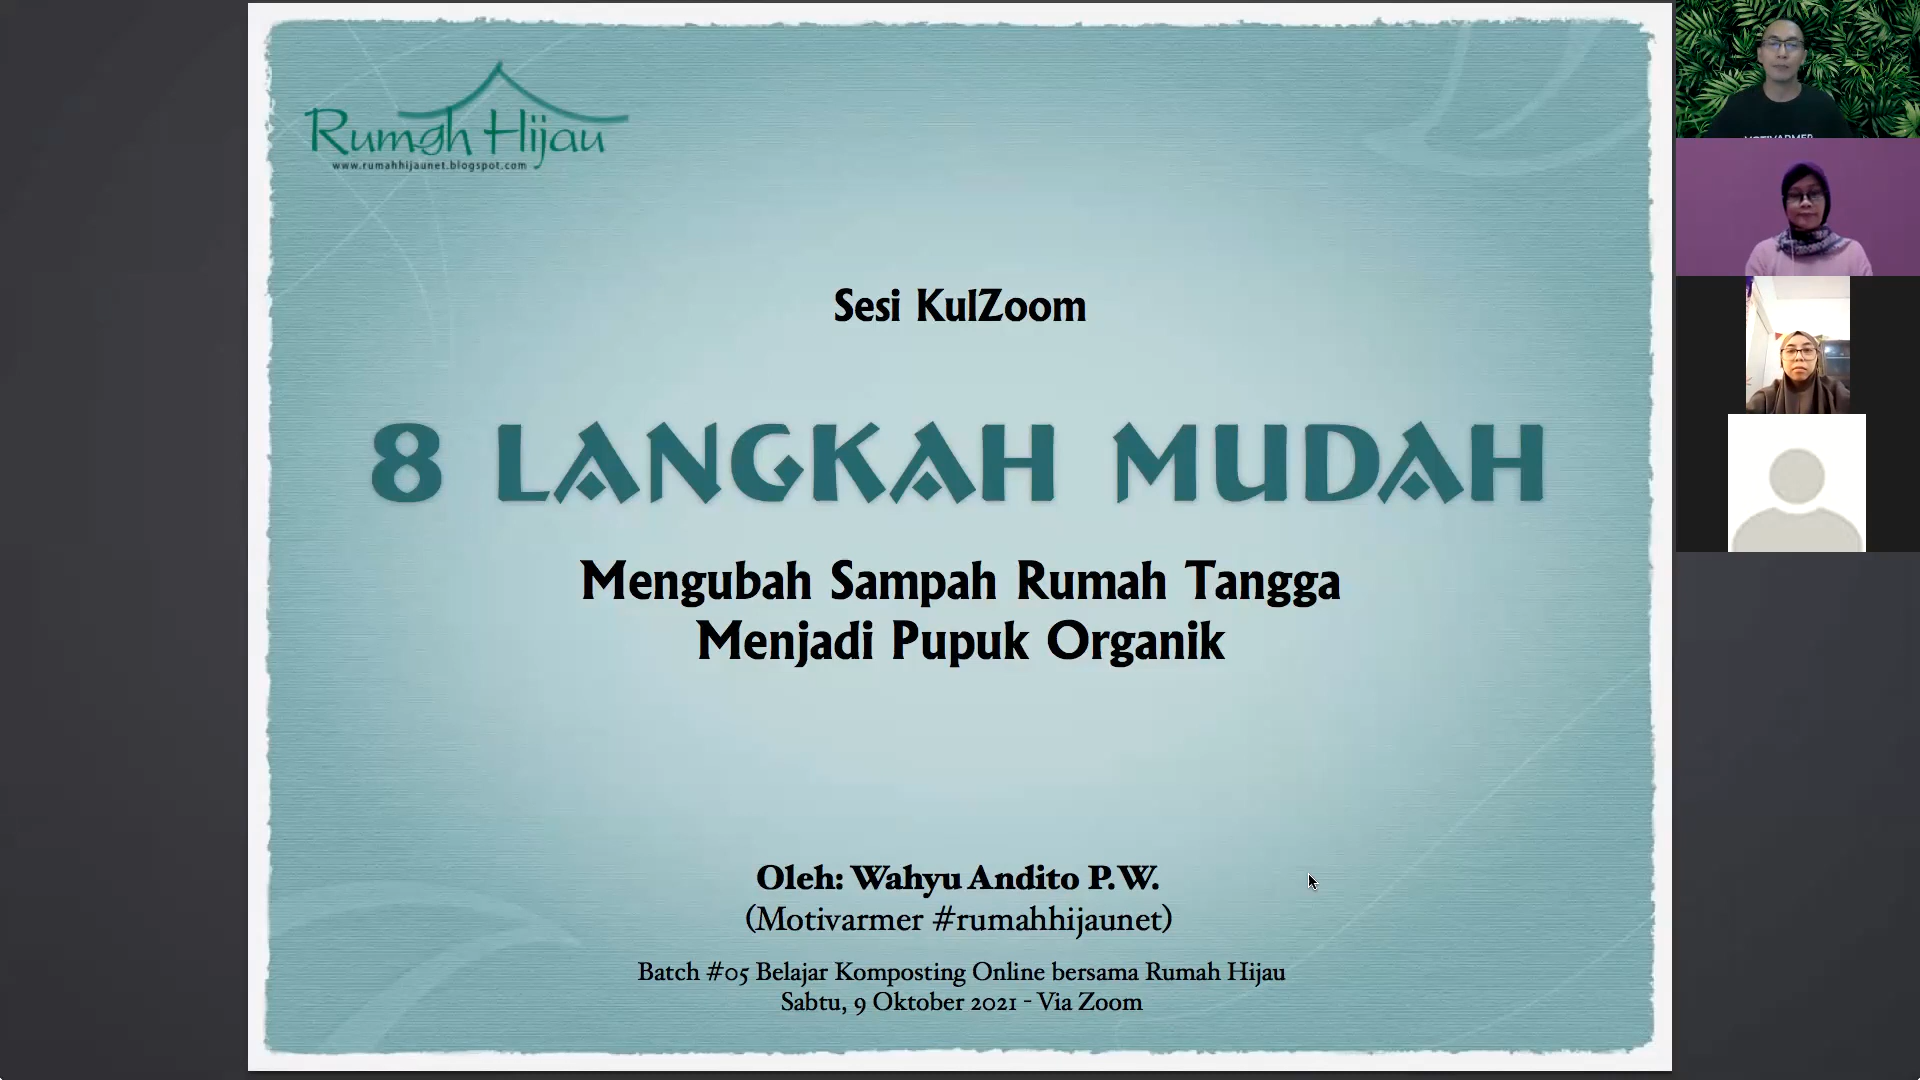 Rumah Hijau
www.rumahhijaunet.blogspot.com
Sesi KulZoom
8 LANGKAH MUDAH
Mengubah Sampah Rumah Tangga
Menjadi Pupuk Organik
Oleh: Wahyu Andito P.W.
(Motivarmer #rumahhijaunet)
Batch #05 Belajar Komposting Online bersama Rumah Hijau
Sabtu, 9 Oktober 2021 - Via Zoom
MOTIVARMER